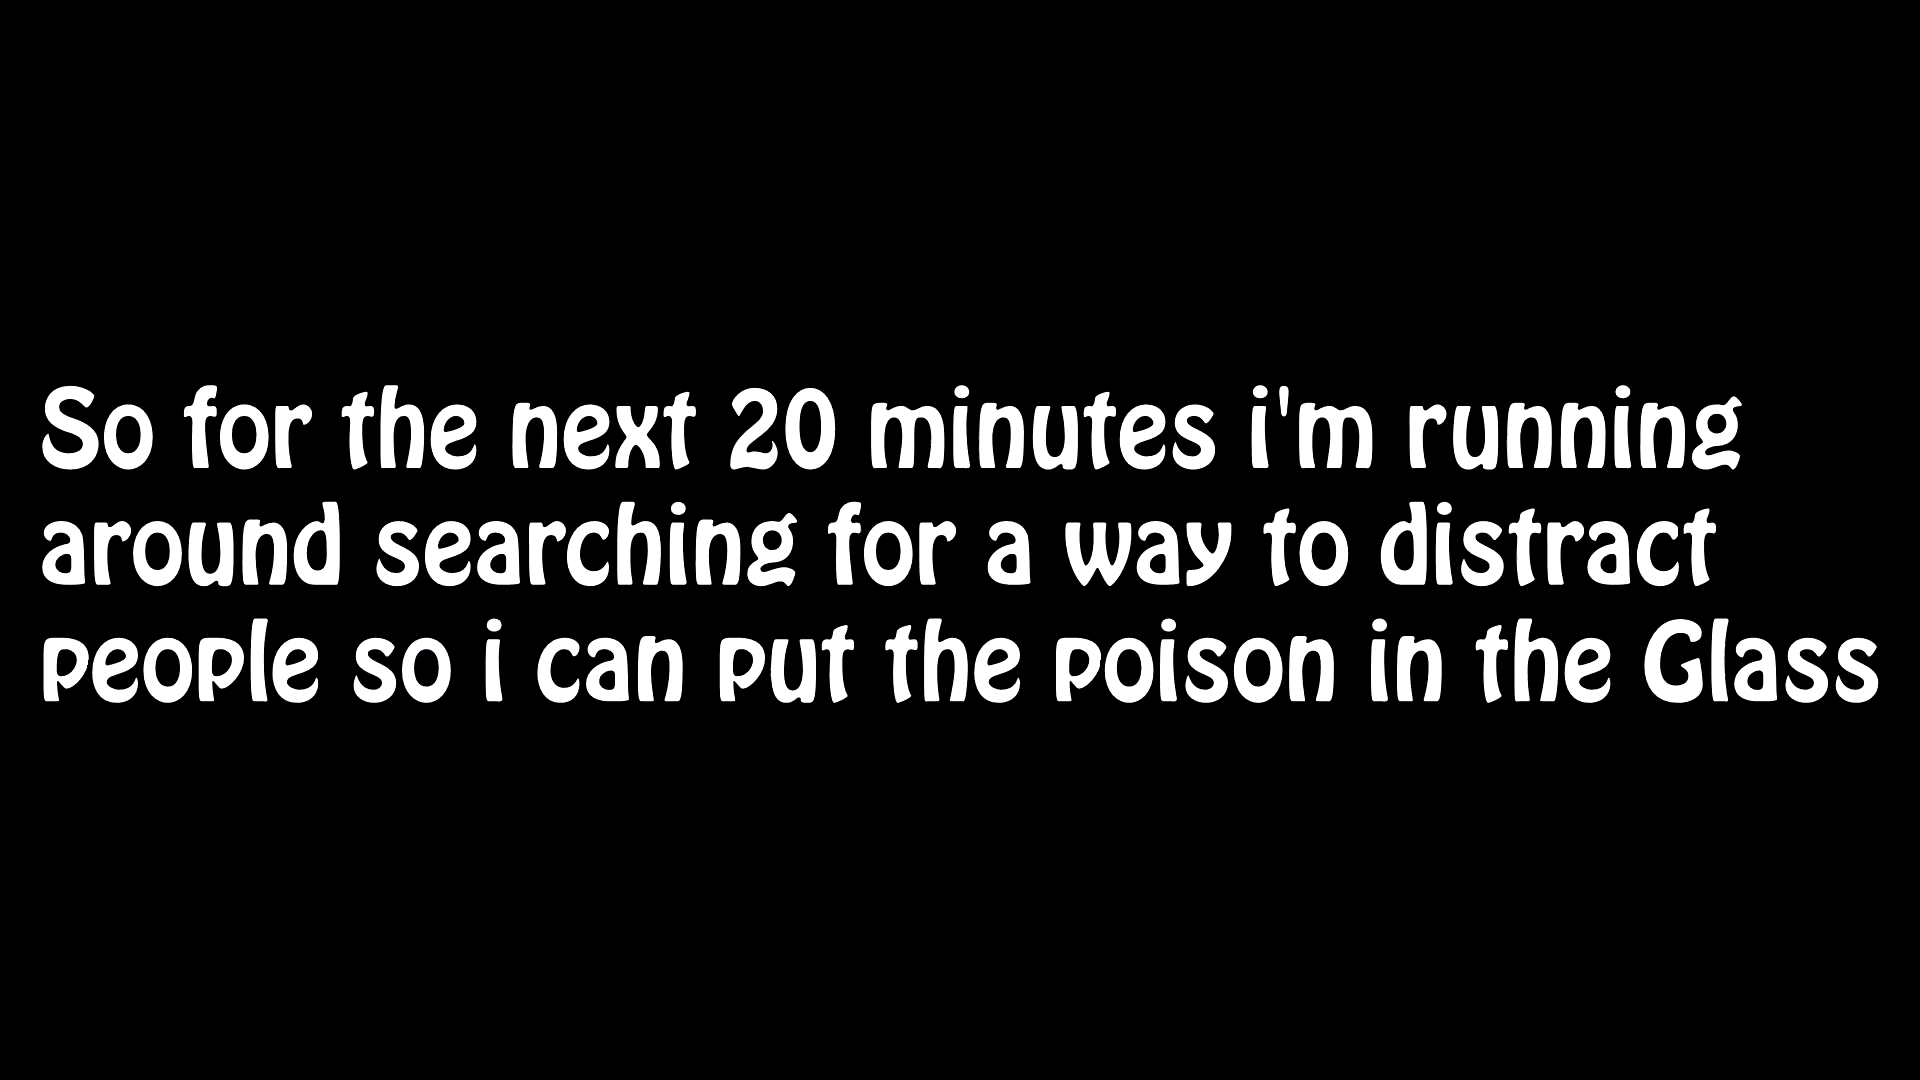 So for the next 20 minutes i'm running
around searching for a way to distract
people so i can put the poison in the Glass